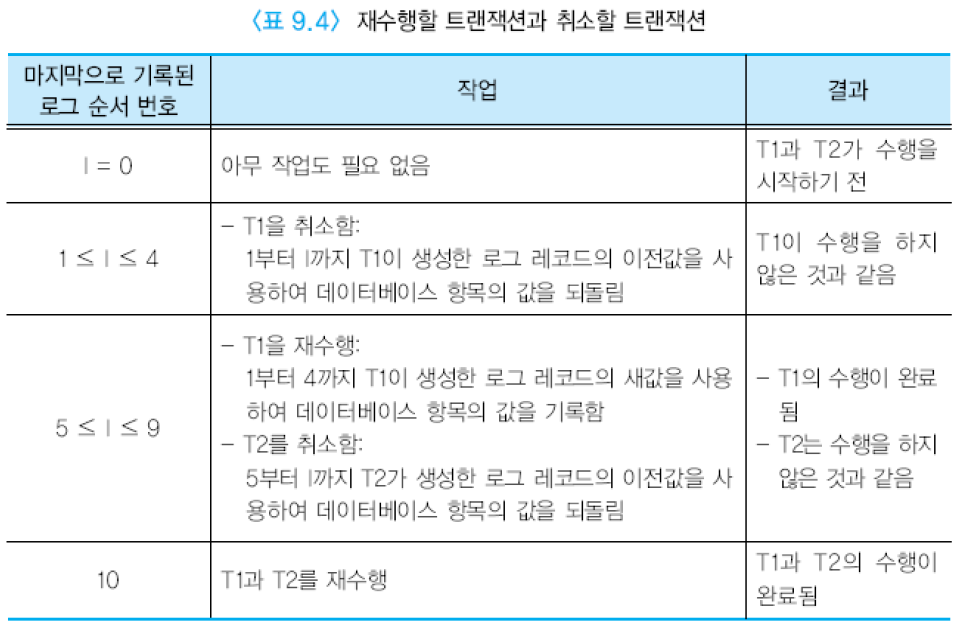 〈표 9.4〉 재수행할 트랜잭션과 취소할 트랜잭션
마지막으로 기록된
로그 순서 번호
작업
결과
I = 0
아무 작업도 필요 없음
T1과 T2가 수행을
시작하기 전
1 ≤ I ≤ 4
– T1을 취소함:
1부터 I까지 T1이 생성한 로그 레코드의 이전값을 사
용하여 데이터베이스 항목의 값을 되돌림
T1이 수행을 하지
않은 것과 같음
5 ≤ I ≤ 9
– T1을 재수행:
1부터 4까지 T1이 생성한 로그 레코드의 새값을 사용
하여 데이터베이스 항목의 값을 기록함
– T2를 취소함:
5부터 I까지 T2가 생성한 로그 레코드의 이전값을 사
용하여 데이터베이스 항목의 값을 되돌림
– T1의 수행이 완료
됨
– T2는 수행을 하지
않은 것과 같음
10
T1과 T2를 재수행
T1과 T2의 수행이
완료됨